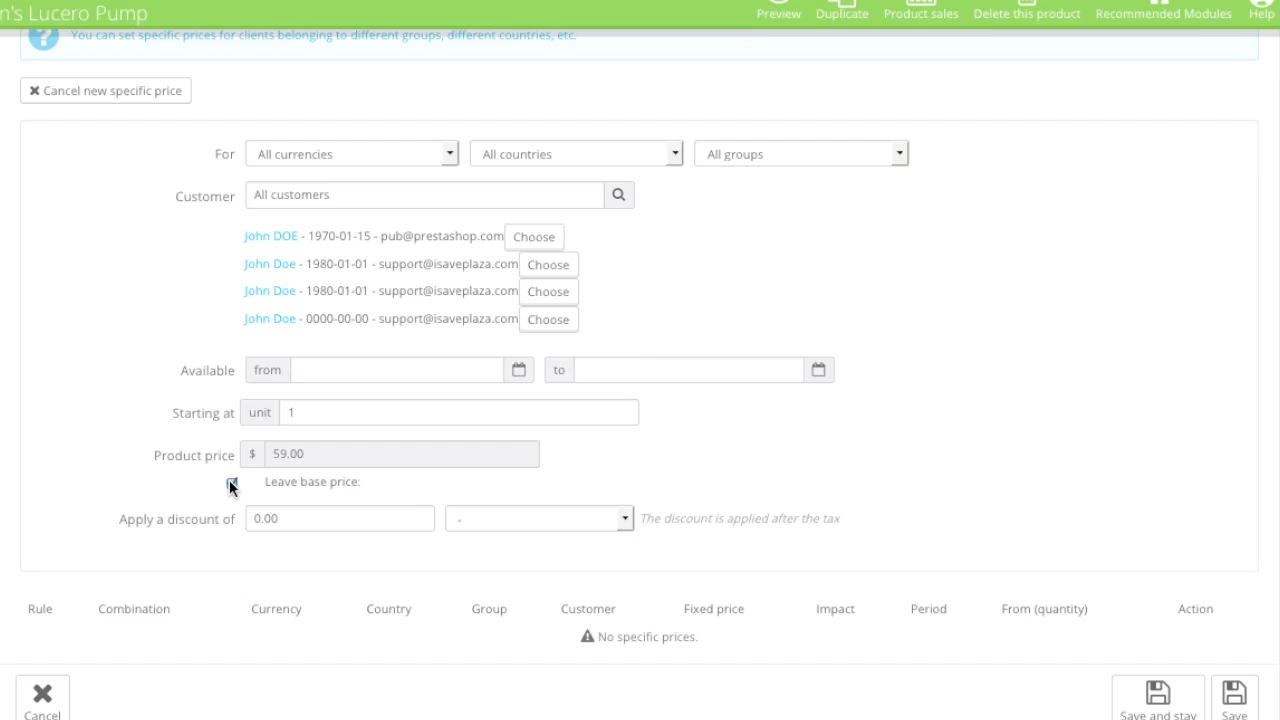 n's Lucero Pump
Preview Duplicate Product sales Delete this product Recommended Modules Help
You can set specific prices for clients belonging to different groups, different countries, etc.
Cancel new specific price
For All currencies All countries All groups
Customer All customers
John DOE - 1970-01-15 - pub@prestashop.com Choose
John Doe - 1980-01-01 - support@isaveplaza.com Choose
John Doe - 1980-01-01 - support@isaveplaza.com Choose
John Doe - 0000-00-00 - support@isaveplaza.com Choose
Available from to
Starting at unit 1
Product price $ 59.00
Leave base price:
Apply a discount of 0.00 - The discount is applied after the tax
Rule Combination Currency Country Group Customer Fixed price Impact Period From (quantity) Action
No specific prices.
Cancel Save and stay Save